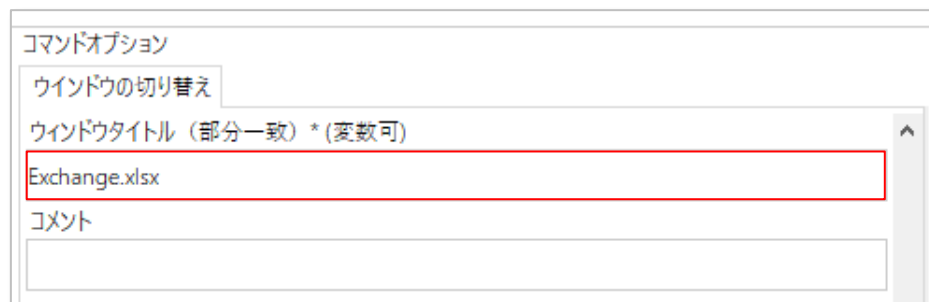 コマンドオプション
ウインドウの切り替え
ウィンドウタイトル（部分一致）* (変数可)
Exchange.xlsx
コメント